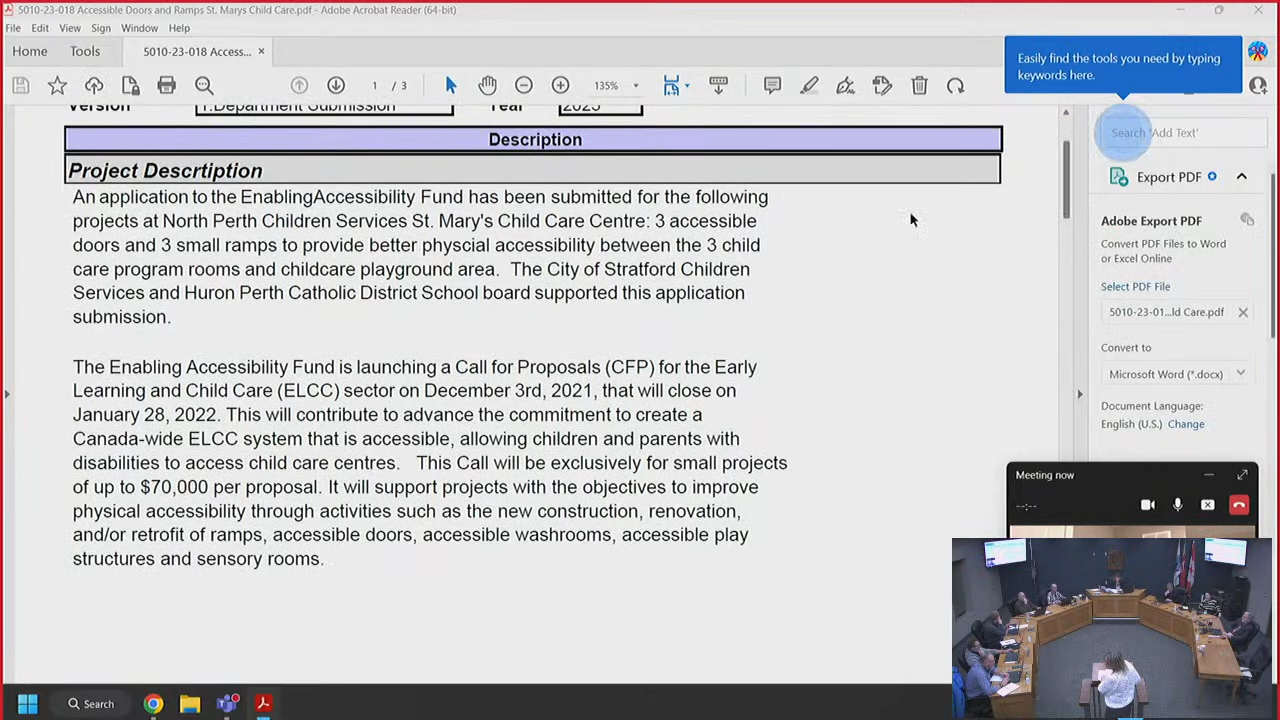 5010-23-018 Accessible Doors and Ramps St. Marys Child Care.pdf - Adobe Acrobat Reader (64-bit)
File Edit View Sign Window Help
Home Tools 5010-23-018 Access... ×
1 / 3 135%
Easily find the tools you need by typing
keywords here.
Version 1.Department Submission Year 2023
Search 'Add Text'
Description
Project Descrtiption
An application to the EnablingAccessibility Fund has been submitted for the following
projects at North Perth Children Services St. Mary's Child Care Centre: 3 accessible
doors and 3 small ramps to provide better physcial accessibility between the 3 child
care program rooms and childcare playground area. The City of Stratford Children
Services and Huron Perth Catholic District School board supported this application
submission.
The Enabling Accessibility Fund is launching a Call for Proposals (CFP) for the Early
Learning and Child Care (ELCC) sector on December 3rd, 2021, that will close on
January 28, 2022. This will contribute to advance the commitment to create a
Canada-wide ELCC system that is accessible, allowing children and parents with
disabilities to access child care centres. This Call will be exclusively for small projects
of up to $70,000 per proposal. It will support projects with the objectives to improve
physical accessibility through activities such as the new construction, renovation,
and/or retrofit of ramps, accessible doors, accessible washrooms, accessible play
structures and sensory rooms.
Export PDF
Adobe Export PDF
Convert PDF Files to Word
or Excel Online
Select PDF File
5010-23-01...ld Care.pdf
Convert to
Microsoft Word (*.docx)
Document Language:
English (U.S.) Change
Meeting now
--:--
Search